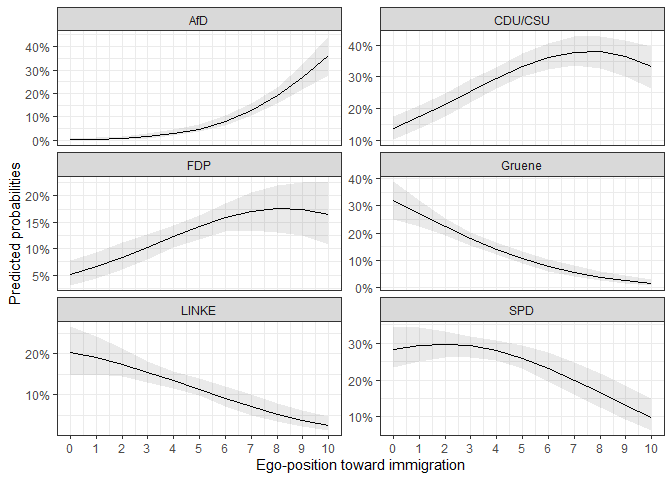 AfD
CDU/CSU
40%
30%
20%
10%
0%
40%
30%
20%
10%
FDP
Gruene
20%
15%
10%
5%
40%
30%
20%
10%
0%
LINKE
SPD
20%
10%
30%
20%
10%
0 1 2 3 4 5 6 7 8 9 10
0 1 2 3 4 5 6 7 8 9 10
Ego-position toward immigration
Predicted probabilities